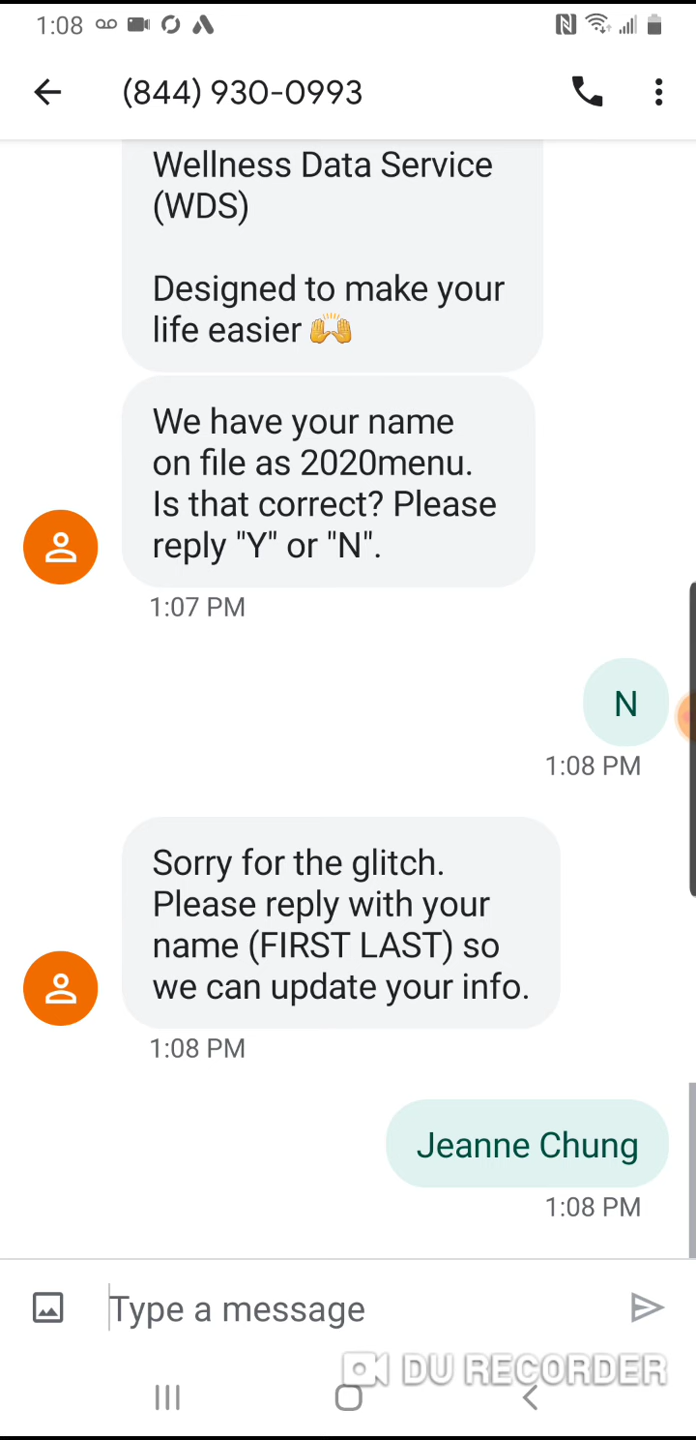 1:08
(844) 930-0993
Wellness Data Service
(WDS)
Designed to make your
life easier 🙌
We have your name
on file as 2020menu.
Is that correct? Please
reply "Y" or "N".
1:07 PM
N
1:08 PM
Sorry for the glitch.
Please reply with your
name (FIRST LAST) so
we can update your info.
1:08 PM
Jeanne Chung
1:08 PM
Type a message
DU RECORDER